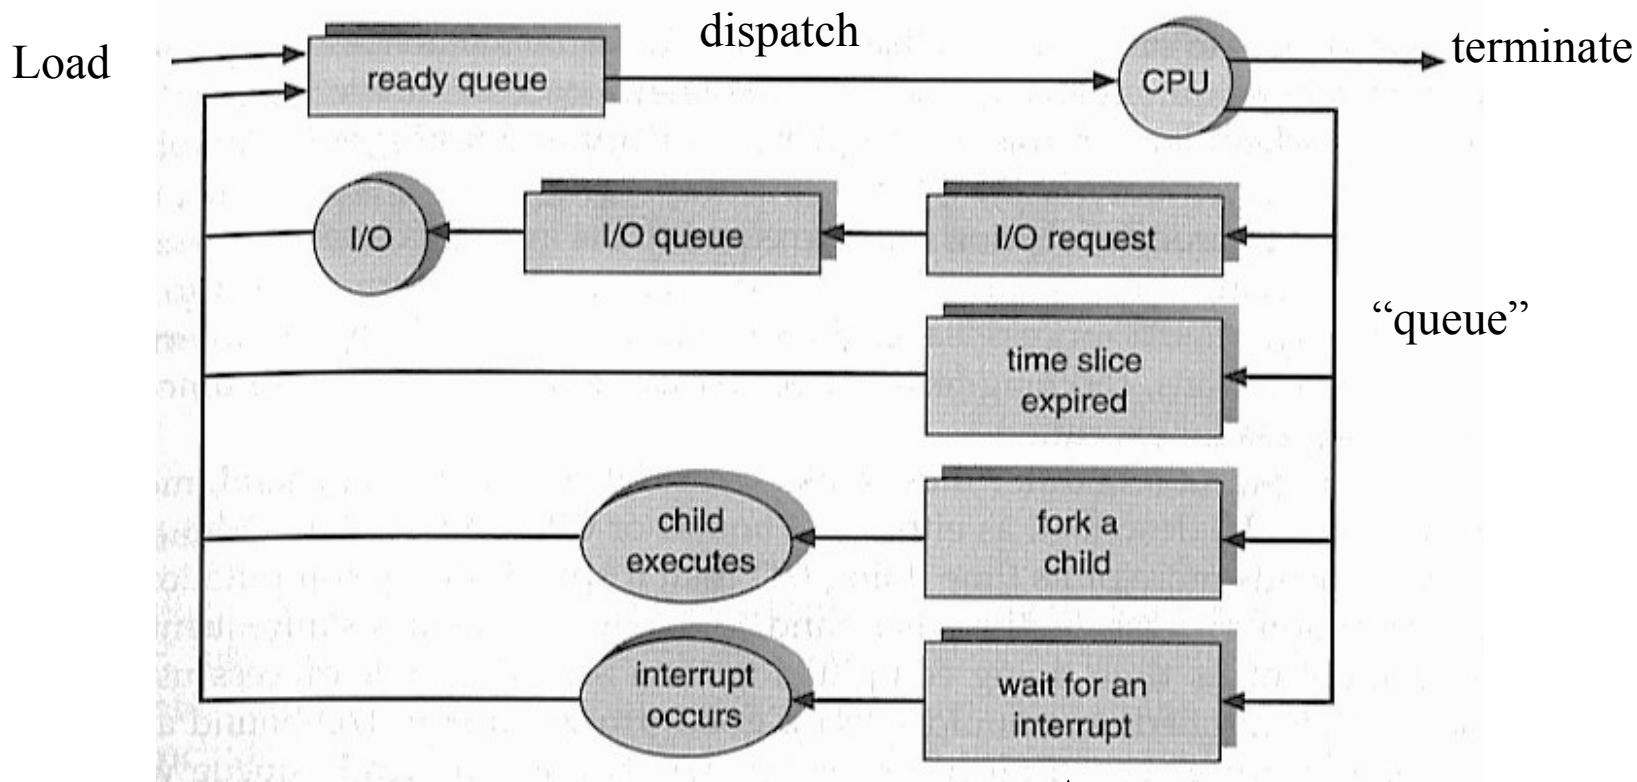 Load
ready queue
dispatch
CPU
terminate
I/O
I/O queue
I/O request
“queue”
time slice
expired
child
executes
fork a
child
interrupt
occurs
wait for an
interrupt